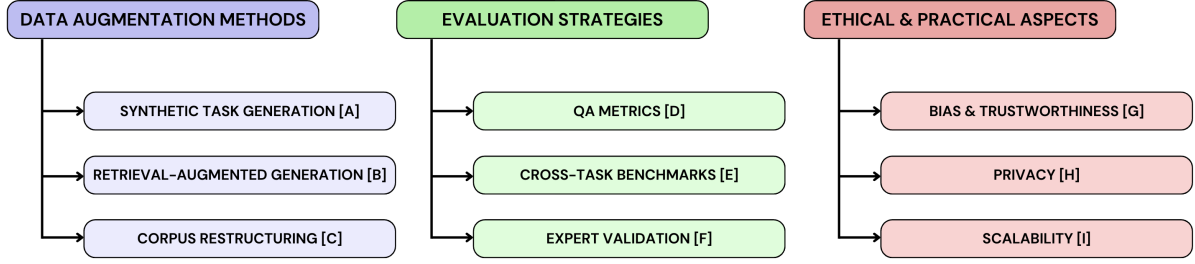 DATA AUGMENTATION METHODS
SYNTHETIC TASK GENERATION [A]
RETRIEVAL-AUGMENTED GENERATION [B]
CORPUS RESTRUCTURING [C]
EVALUATION STRATEGIES
QA METRICS [D]
CROSS-TASK BENCHMARKS [E]
EXPERT VALIDATION [F]
ETHICAL & PRACTICAL ASPECTS
BIAS & TRUSTWORTHINESS [G]
PRIVACY [H]
SCALABILITY [I]